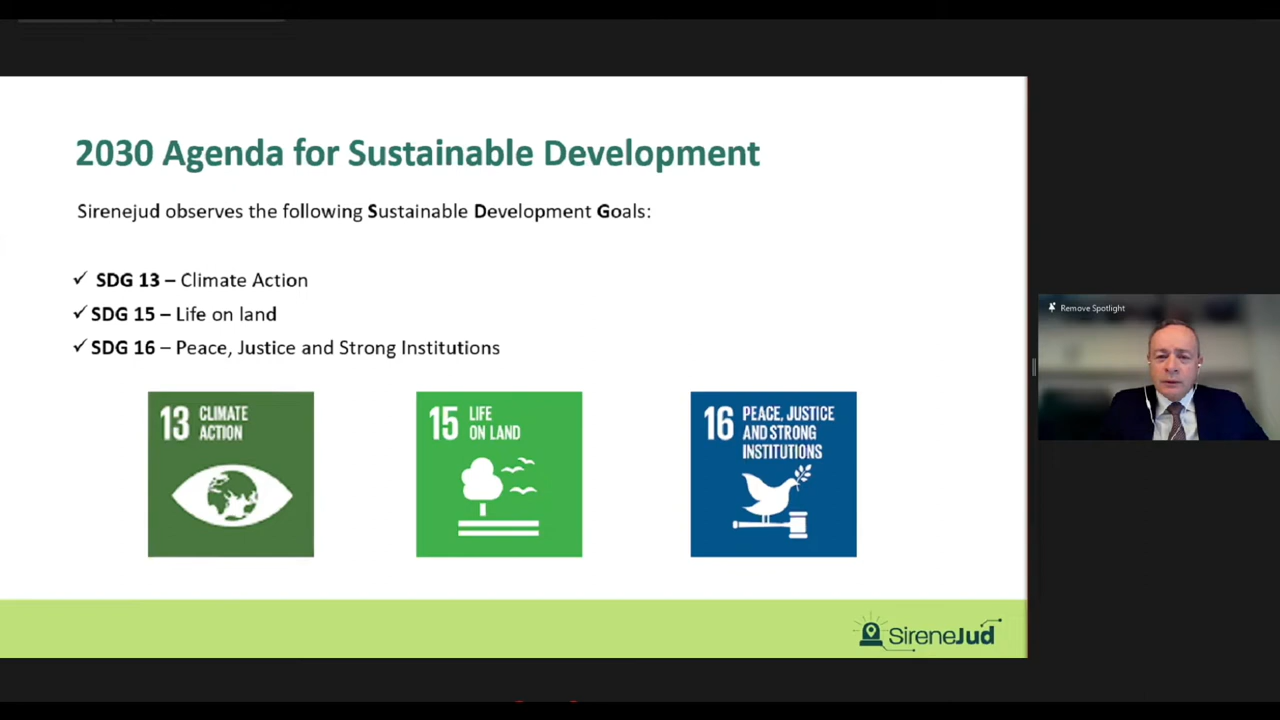 2030 Agenda for Sustainable Development
Sirenejud observes the following Sustainable Development Goals:
✓ SDG 13 – Climate Action
✓ SDG 15 – Life on land
✓ SDG 16 – Peace, Justice and Strong Institutions
13 CLIMATE
ACTION
15 LIFE
ON LAND
16 PEACE, JUSTICE
AND STRONG
INSTITUTIONS
Remove Spotlight
SireneJud